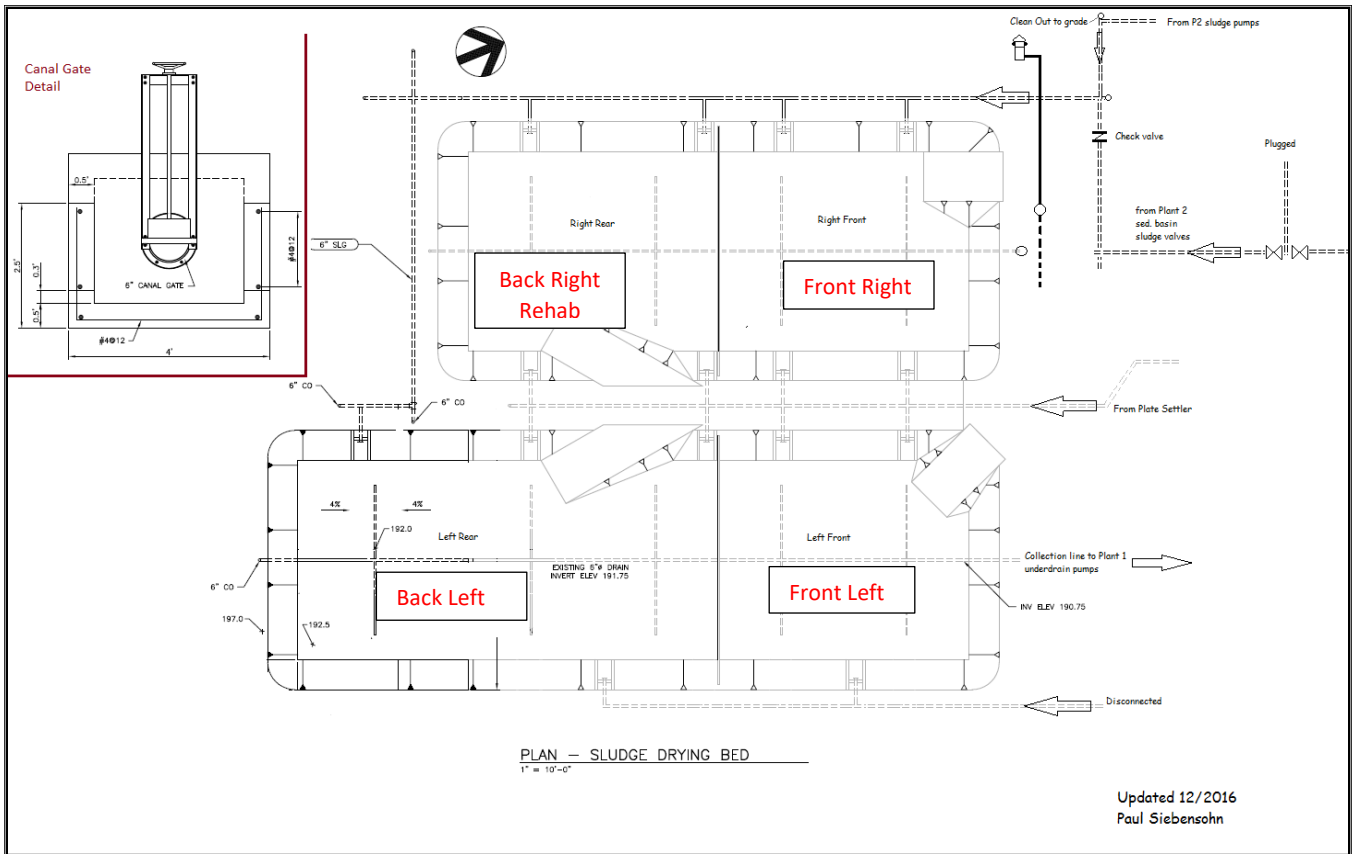 Canal Gate
Detail
0.5'
2.5'
0.3'
0.5'
#4@12
6" CANAL GATE
#4@12
4'
6" SLG
Clean Out to grade
From P2 sludge pumps
Check valve
Plugged
from Plant 2
sed. basin
sludge valves
Right Rear
Right Front
Back Right
Rehab
Front Right
6" CO
6" CO
From Plate Settler
4%
4%
192.0
Left Rear
Left Front
EXISTING 6"ø DRAIN
INVERT ELEV 191.75
Collection line to Plant 1
underdrain pumps
6" CO
Back Left
Front Left
INV ELEV 190.75
197.0
192.5
Disconnected
PLAN – SLUDGE DRYING BED
1" = 10'-0"
Updated 12/2016
Paul Siebensohn